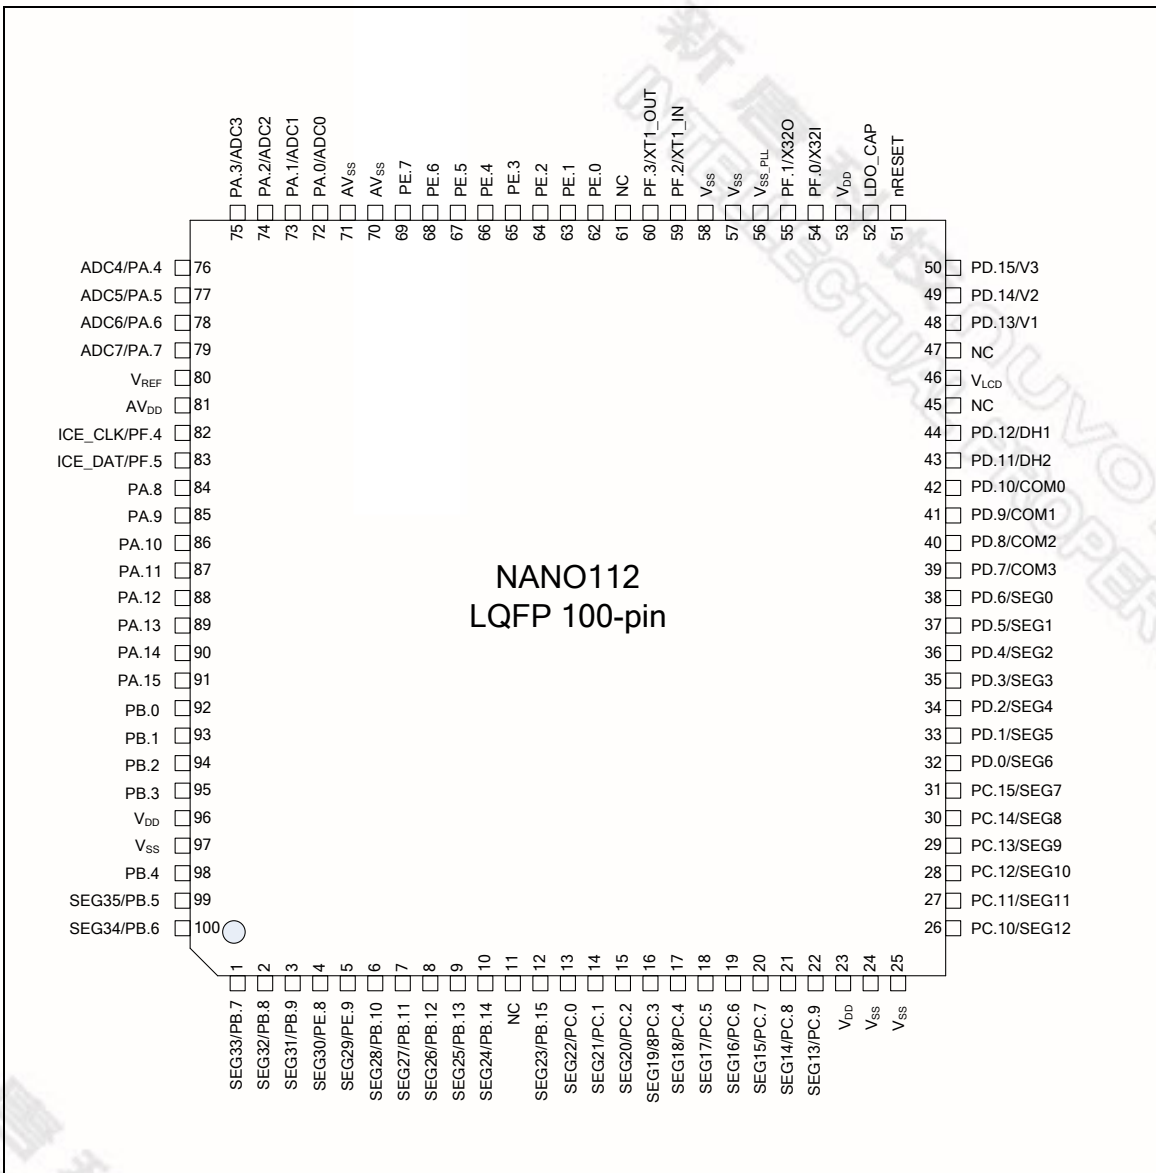 新唐科技 NUVOTON
INTELLECTUAL PROPERTY
PA.3/ADC3
PA.2/ADC2
PA.1/ADC1
PA.0/ADC0
AVSS
AVSS
PE.7
PE.6
PE.5
PE.4
PE.3
PE.2
PE.1
PE.0
NC
PF.3/XT1_OUT
PF.2/XT1_IN
VSS
VSS
VSS_PLL
PF.1/X32O
PF.0/X32I
VDD
LDO_CAP
nRESET
75 74 73 72 71 70 69 68 67 66 65 64 63 62 61 60 59 58 57 56 55 54 53 52 51
ADC4/PA.4 76
ADC5/PA.5 77
ADC6/PA.6 78
ADC7/PA.7 79
VREF 80
AVDD 81
ICE_CLK/PF.4 82
ICE_DAT/PF.5 83
PA.8 84
PA.9 85
PA.10 86
PA.11 87
PA.12 88
PA.13 89
PA.14 90
PA.15 91
PB.0 92
PB.1 93
PB.2 94
PB.3 95
VDD 96
VSS 97
PB.4 98
SEG35/PB.5 99
SEG34/PB.6 100
NANO112
LQFP 100-pin
50 PD.15/V3
49 PD.14/V2
48 PD.13/V1
47 NC
46 VLCD
45 NC
44 PD.12/DH1
43 PD.11/DH2
42 PD.10/COM0
41 PD.9/COM1
40 PD.8/COM2
39 PD.7/COM3
38 PD.6/SEG0
37 PD.5/SEG1
36 PD.4/SEG2
35 PD.3/SEG3
34 PD.2/SEG4
33 PD.1/SEG5
32 PD.0/SEG6
31 PC.15/SEG7
30 PC.14/SEG8
29 PC.13/SEG9
28 PC.12/SEG10
27 PC.11/SEG11
26 PC.10/SEG12
1 2 3 4 5 6 7 8 9 10 11 12 13 14 15 16 17 18 19 20 21 22 23 24 25
SEG33/PB.7
SEG32/PB.8
SEG31/PB.9
SEG30/PE.8
SEG29/PE.9
SEG28/PB.10
SEG27/PB.11
SEG26/PB.12
SEG25/PB.13
SEG24/PB.14
NC
SEG23/PB.15
SEG22/PC.0
SEG21/PC.1
SEG20/PC.2
SEG19/8PC.3
SEG18/PC.4
SEG17/PC.5
SEG16/PC.6
SEG15/PC.7
SEG14/PC.8
SEG13/PC.9
VDD
VSS
VSS